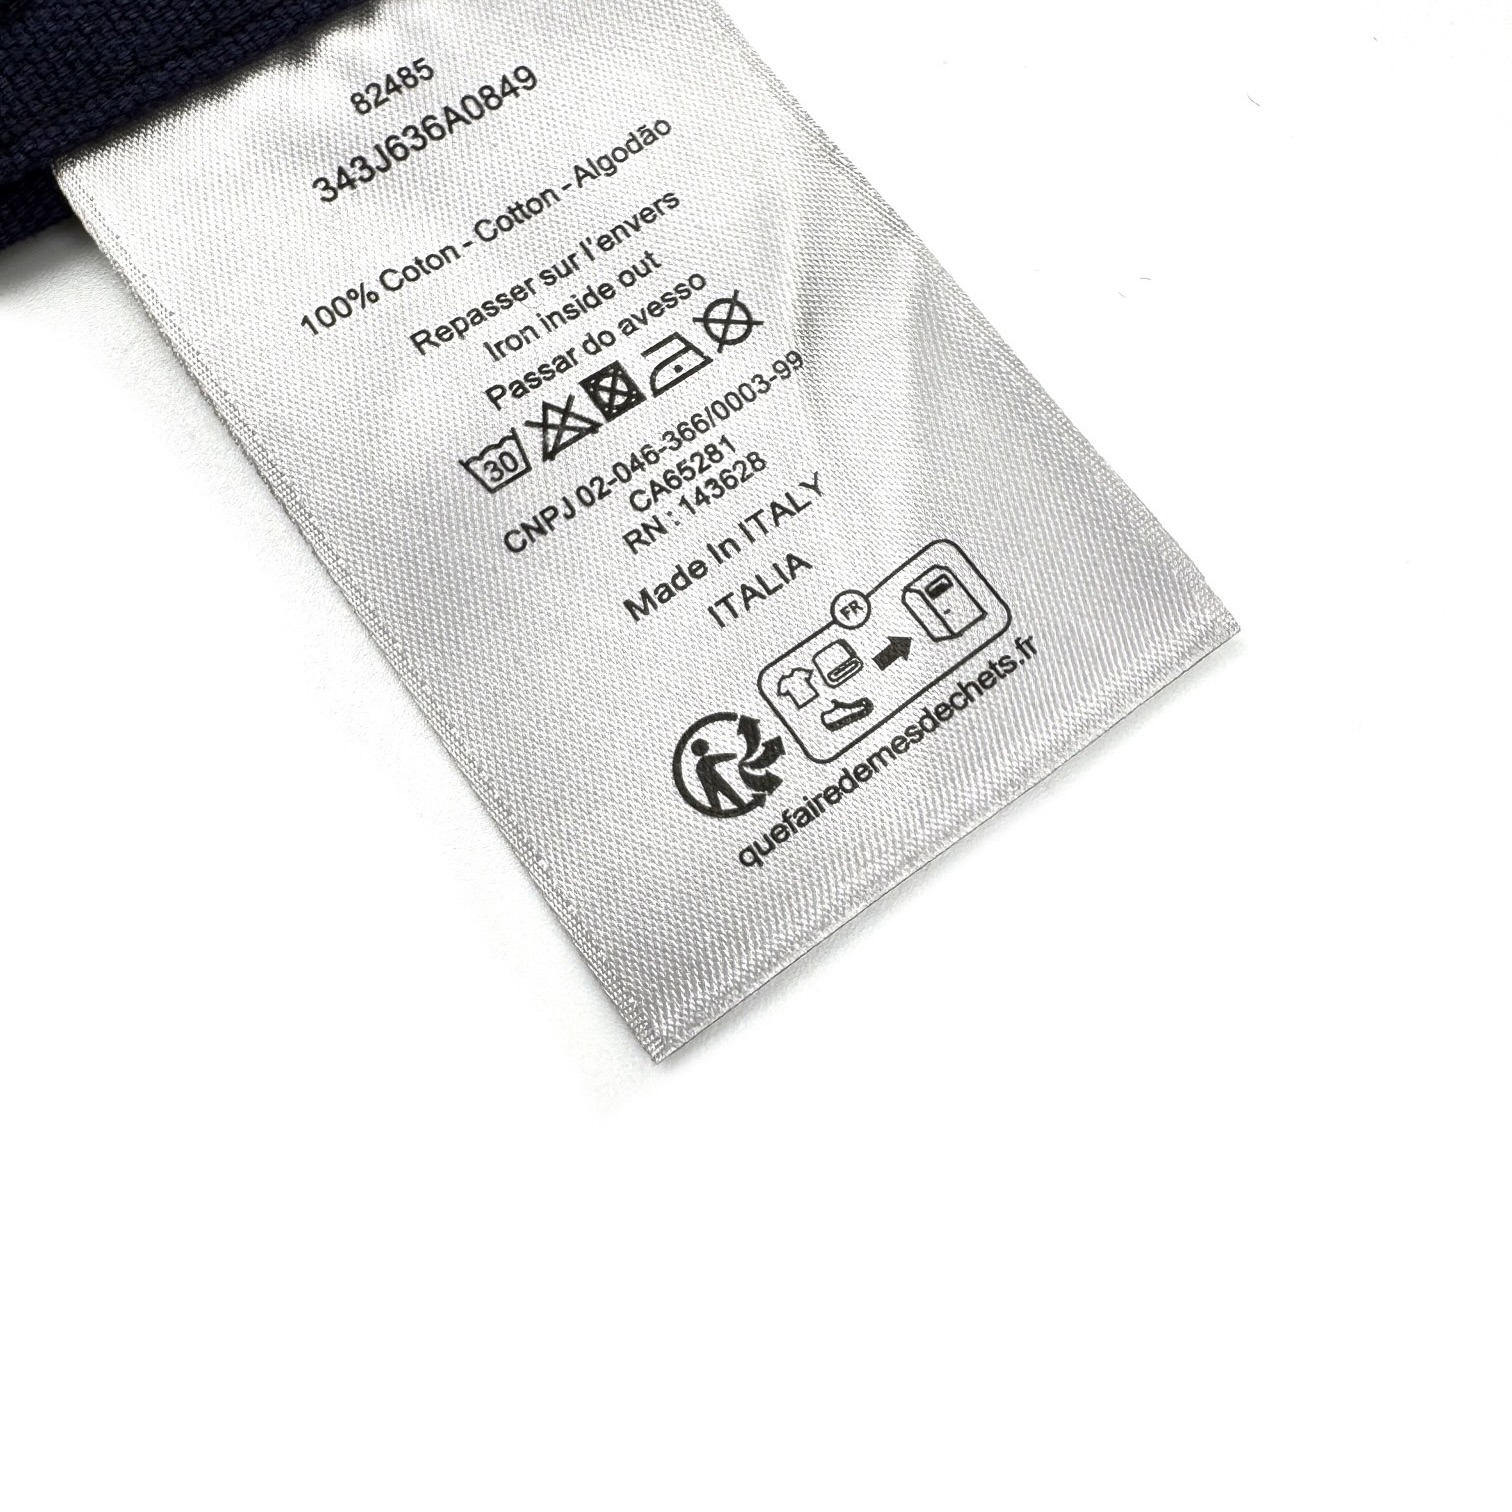 82485
343J636A0849
100% Coton - Cotton - Algodão
Repasser sur l'envers
Iron inside out
Passar do avesso
30
CNPJ 02-046-366/0003-99
CA65281
RN : 143628
Made In ITALY
ITALIA
FR
quefairedemesdechets.fr